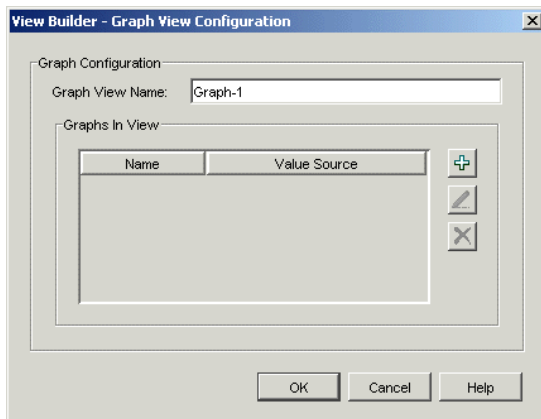 View Builder - Graph View Configuration
Graph Configuration
Graph View Name: Graph-1
Graphs In View
Name Value Source
OK Cancel Help